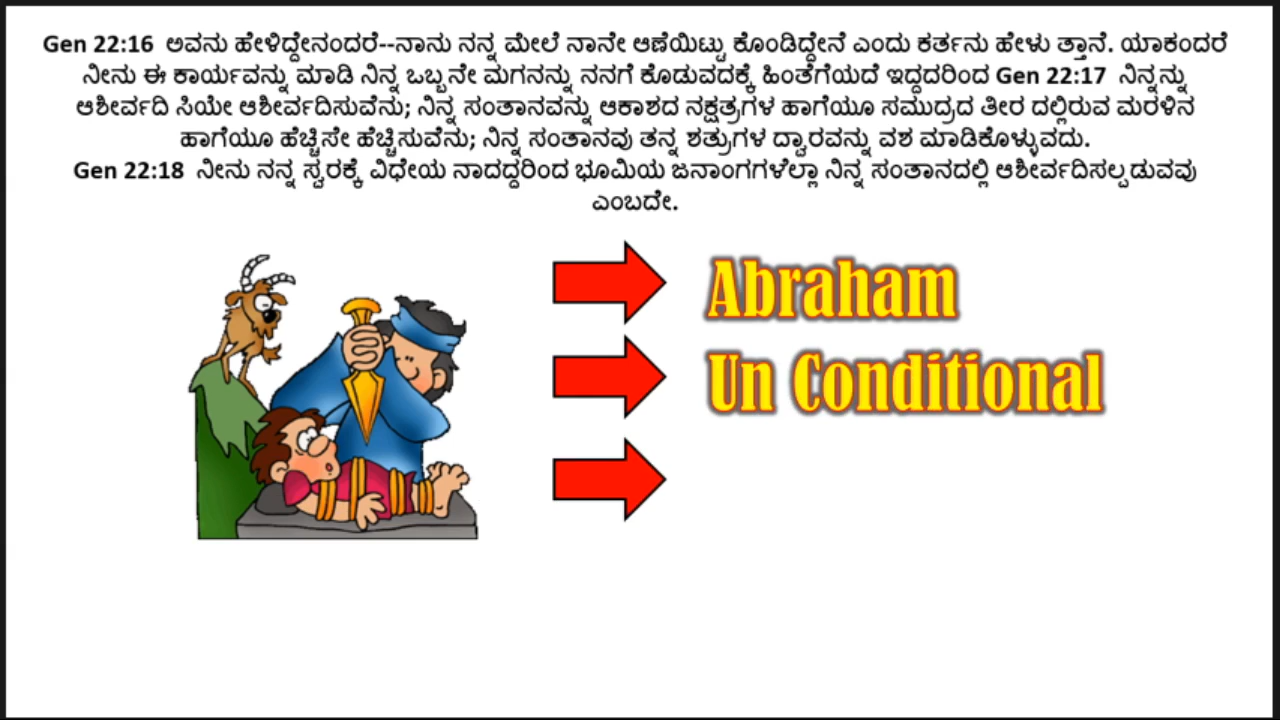 Gen 22:16 ಅವನು ಹೇಳಿದ್ದೇನಂದರೆ--ನಾನು ನನ್ನ ಮೇಲೆ ನಾನೇ ಆಣೆಯಿಟ್ಟು ಕೊಂಡಿದ್ದೇನೆ ಎಂದು ಕರ್ತನು ಹೇಳು ತ್ತಾನೆ. ಯಾಕಂದರೆ
ನೀನು ಈ ಕಾರ್ಯವನ್ನು ಮಾಡಿ ನಿನ್ನ ಒಬ್ಬನೇ ಮಗನನ್ನು ನನಗೆ ಕೊಡುವದಕ್ಕೆ ಹಿಂತೆಗೆಯದೆ ಇದ್ದದರಿಂದ Gen 22:17 ನಿನ್ನನ್ನು
ಆಶೀರ್ವದಿ ಸಿಯೇ ಆಶೀರ್ವದಿಸುವೆನು; ನಿನ್ನ ಸಂತಾನವನ್ನು ಆಕಾಶದ ನಕ್ಷತ್ರಗಳ ಹಾಗೆಯೂ ಸಮುದ್ರದ ತೀರ ದಲ್ಲಿರುವ ಮರಳಿನ
ಹಾಗೆಯೂ ಹೆಚ್ಚಿಸೇ ಹೆಚ್ಚಿಸುವೆನು; ನಿನ್ನ ಸಂತಾನವು ತನ್ನ ಶತ್ರುಗಳ ದ್ವಾರವನ್ನು ವಶ ಮಾಡಿಕೊಳ್ಳುವದು.
Gen 22:18 ನೀನು ನನ್ನ ಸ್ವರಕ್ಕೆ ವಿಧೇಯ ನಾದದ್ದರಿಂದ ಭೂಮಿಯ ಜನಾಂಗಗಳೆಲ್ಲಾ ನಿನ್ನ ಸಂತಾನದಲ್ಲಿ ಆಶೀರ್ವದಿಸಲ್ಪಡುವವು
ಎಂಬದೇ.
Abraham
Un Conditional